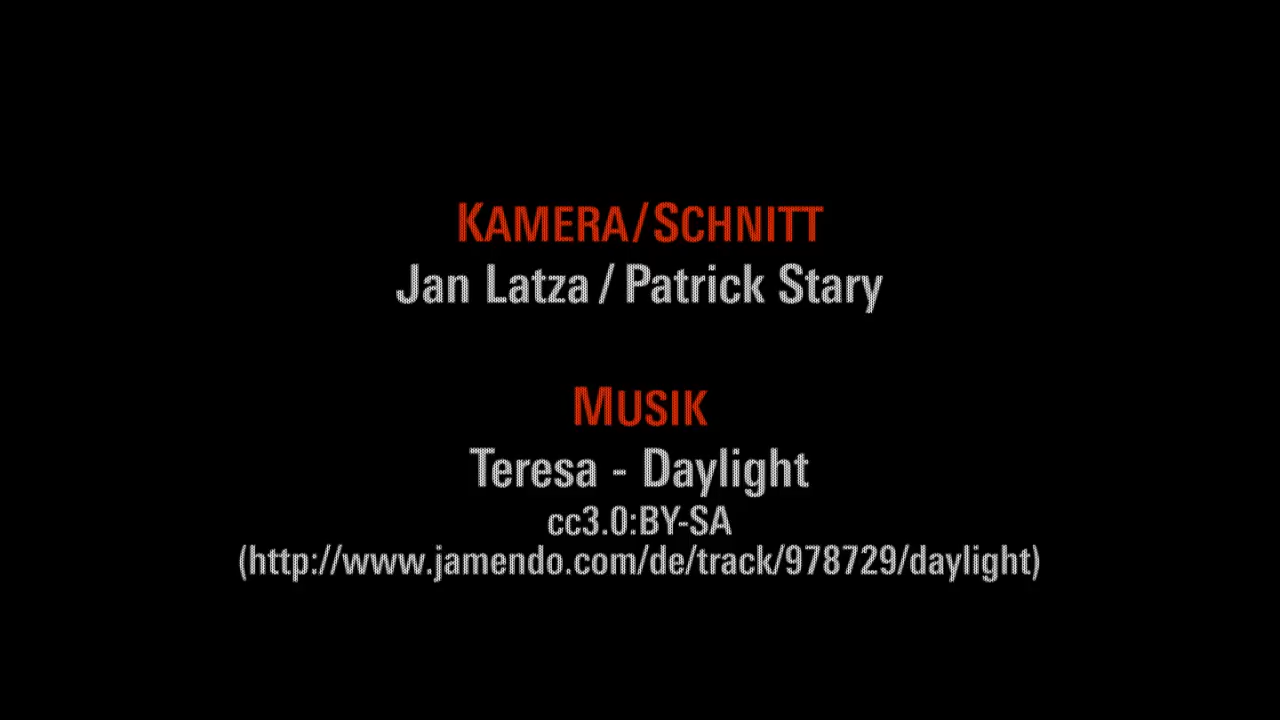 KAMERA/SCHNITT
Jan Latza / Patrick Stary
MUSIK
Teresa - Daylight
cc3.0:BY-SA
(http://www.jamendo.com/de/track/978729/daylight)